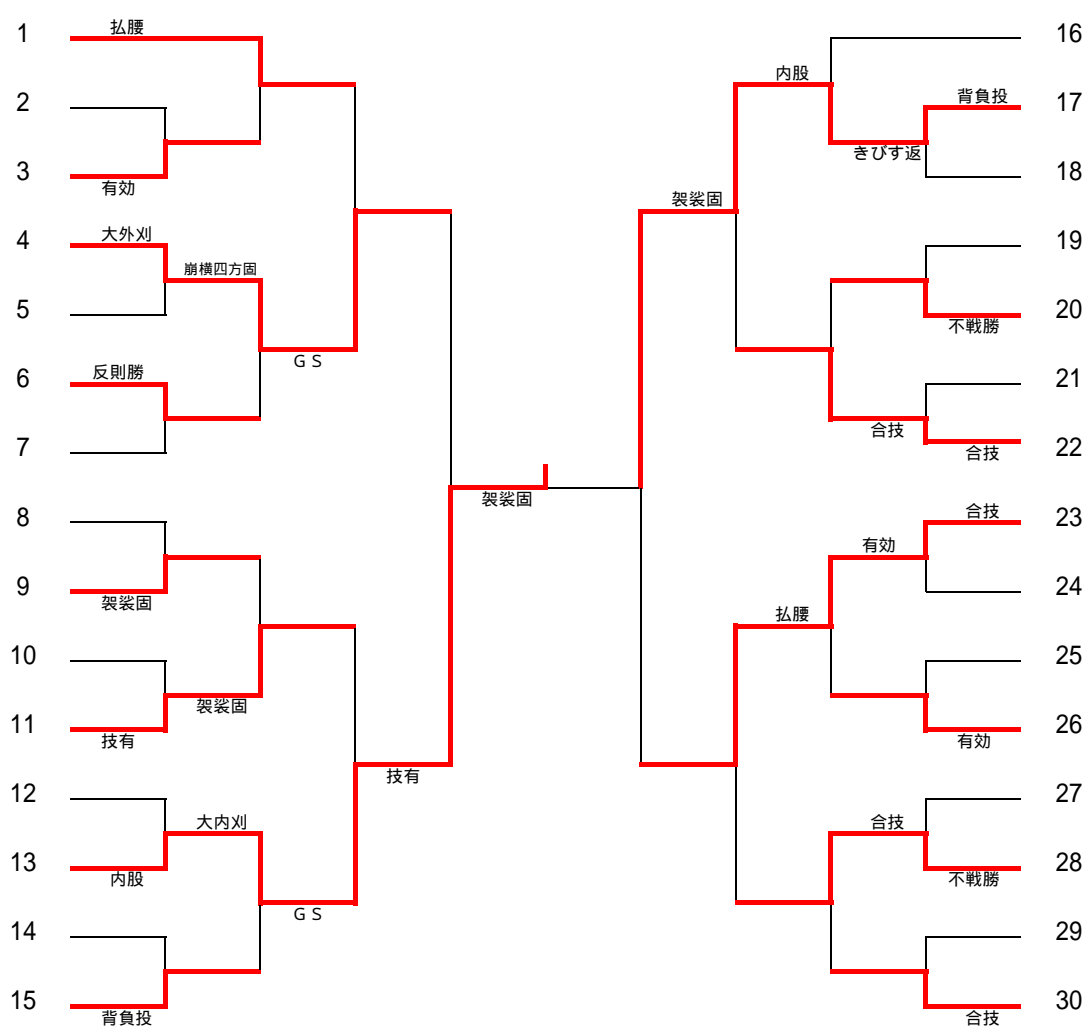 1
払腰
2
3
有効
4
大外刈
崩横四方固
5
ＧＳ
6
反則勝
7
8
9
袈裟固
10
袈裟固
11
技有
12
大内刈
13
内股
ＧＳ
14
15
背負投
技有
袈裟固
16
内股
背負投
17
きびす返
18
袈裟固
19
20
不戦勝
21
合技
22
合技
合技
23
有効
24
払腰
25
26
有効
27
合技
28
不戦勝
29
30
合技